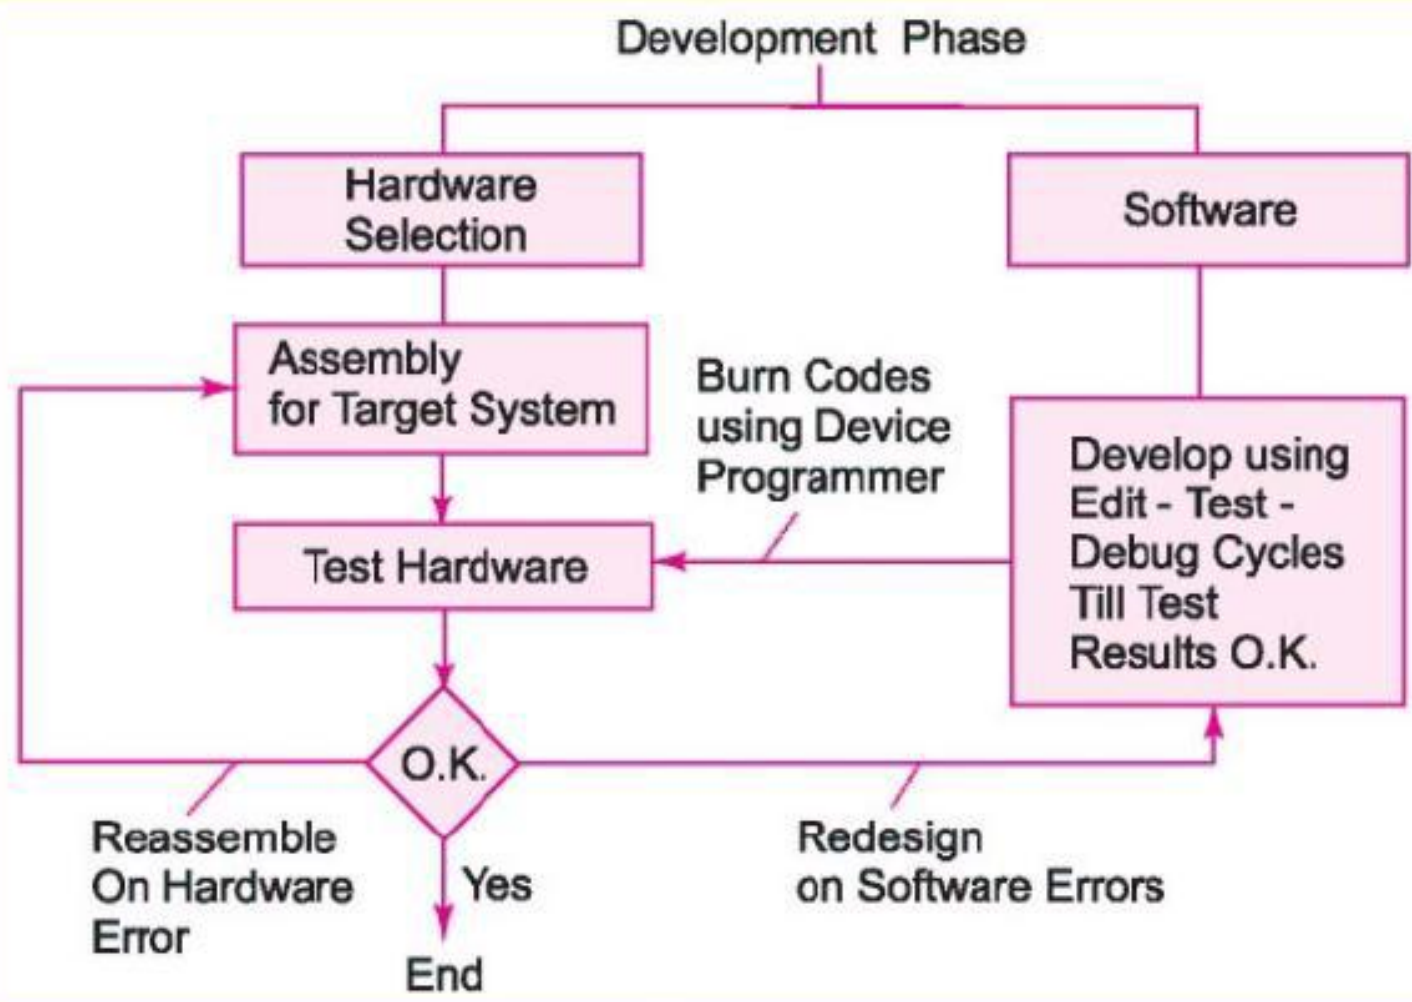 Development Phase
Hardware
Selection
Software
Assembly
for Target System
Burn Codes
using Device
Programmer
Develop using
Edit - Test -
Debug Cycles
Till Test
Results O.K.
Test Hardware
O.K.
Reassemble
On Hardware
Error
Yes
Redesign
on Software Errors
End